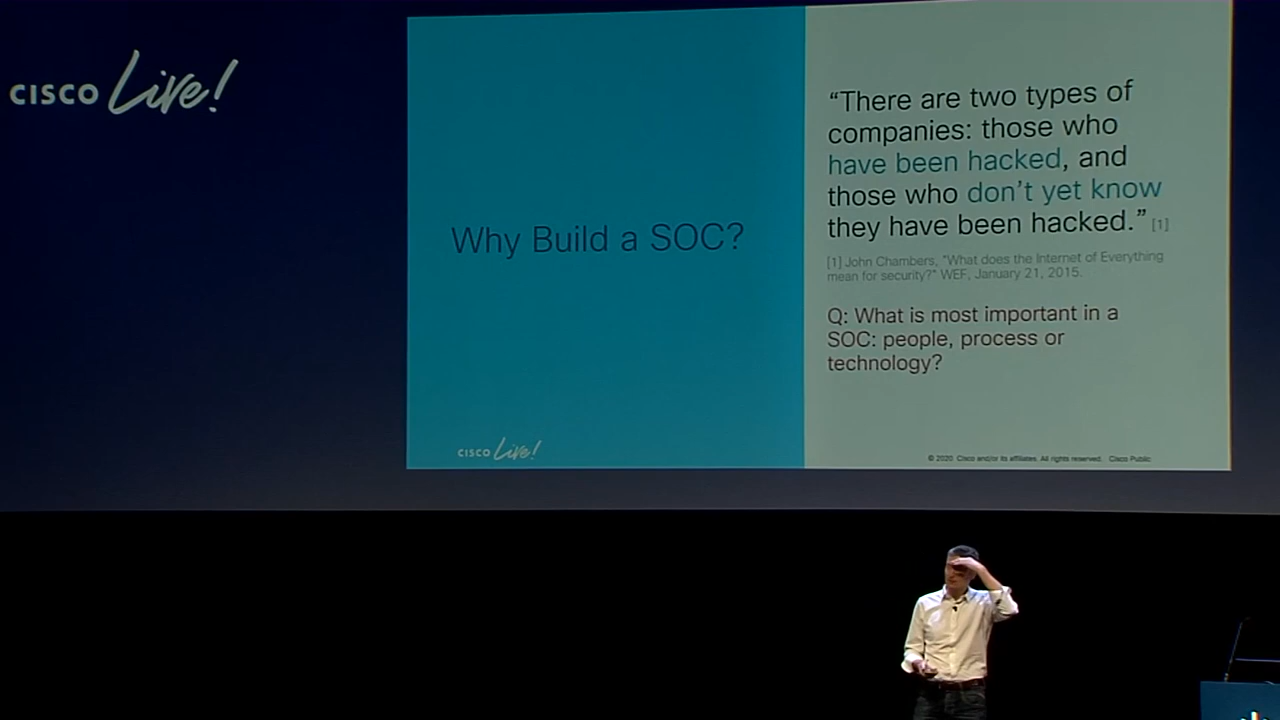 CISCO Live!
Why Build a SOC?
CISCO Live!
“There are two types of
companies: those who
have been hacked, and
those who don’t yet know
they have been hacked.” [1]
[1] John Chambers, “What does the Internet of Everything
mean for security?” WEF, January 21, 2015.
Q: What is most important in a
SOC: people, process or
technology?
© 2020 Cisco and/or its affiliates. All rights reserved. Cisco Public